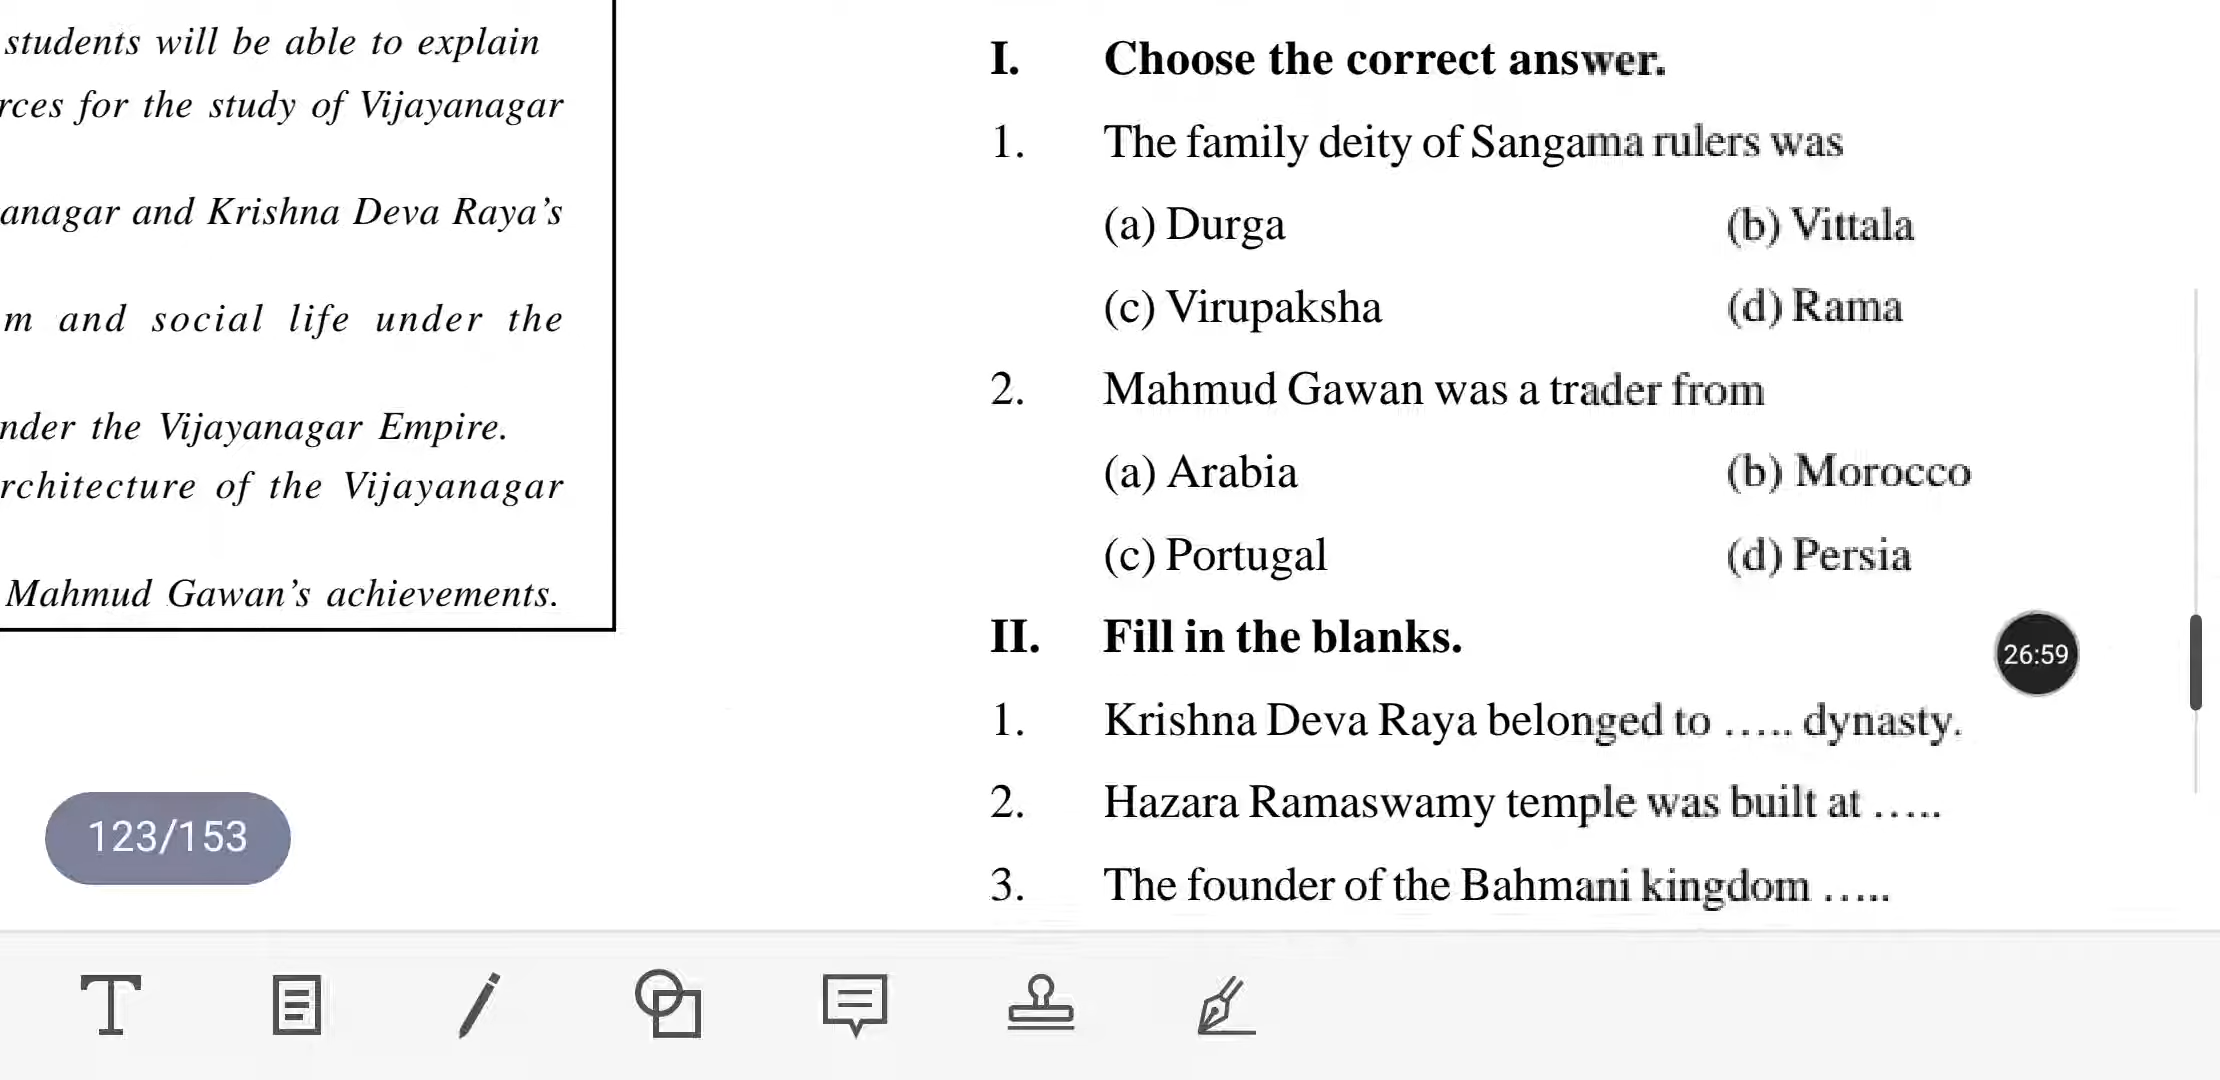 students will be able to explain
rces for the study of Vijayanagar
anagar and Krishna Deva Raya’s
m and social life under the
nder the Vijayanagar Empire.
rchitecture of the Vijayanagar
Mahmud Gawan’s achievements.
I. Choose the correct answer.
1. The family deity of Sangama rulers was
(a) Durga (b) Vittala
(c) Virupaksha (d) Rama
2. Mahmud Gawan was a trader from
(a) Arabia (b) Morocco
(c) Portugal (d) Persia
II. Fill in the blanks.
1. Krishna Deva Raya belonged to ..... dynasty.
2. Hazara Ramaswamy temple was built at .....
3. The founder of the Bahmani kingdom .....
26:59
123/153
T